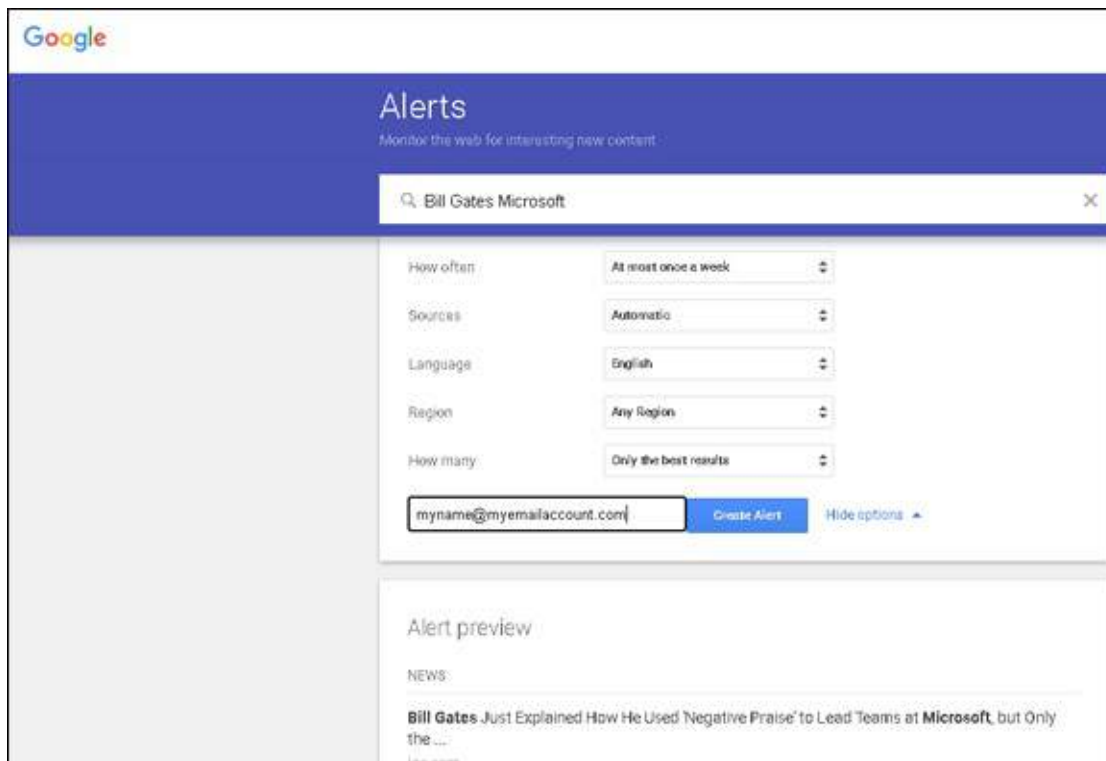 Google
Alerts
Monitor the web for interesting new content
Bill Gates Microsoft
How often At most once a week
Sources Automatic
Language English
Region Any Region
How many Only the best results
myname@myemailaccount.com Create Alert Hide options
Alert preview
NEWS
Bill Gates Just Explained How He Used 'Negative Praise' to Lead Teams at Microsoft, but Only
the ...